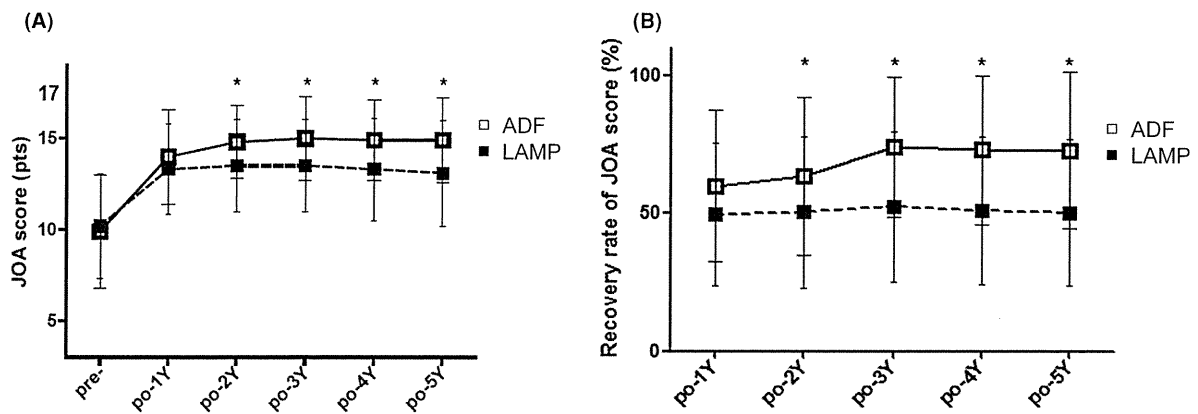 (A)
JOA score (pts)
17
15
10
5
* * * *
pre-
po-1Y
po-2Y
po-3Y
po-4Y
po-5Y
ADF
LAMP
(B)
Recovery rate of JOA score (%)
100
50
0
* * * *
po-1Y
po-2Y
po-3Y
po-4Y
po-5Y
ADF
LAMP